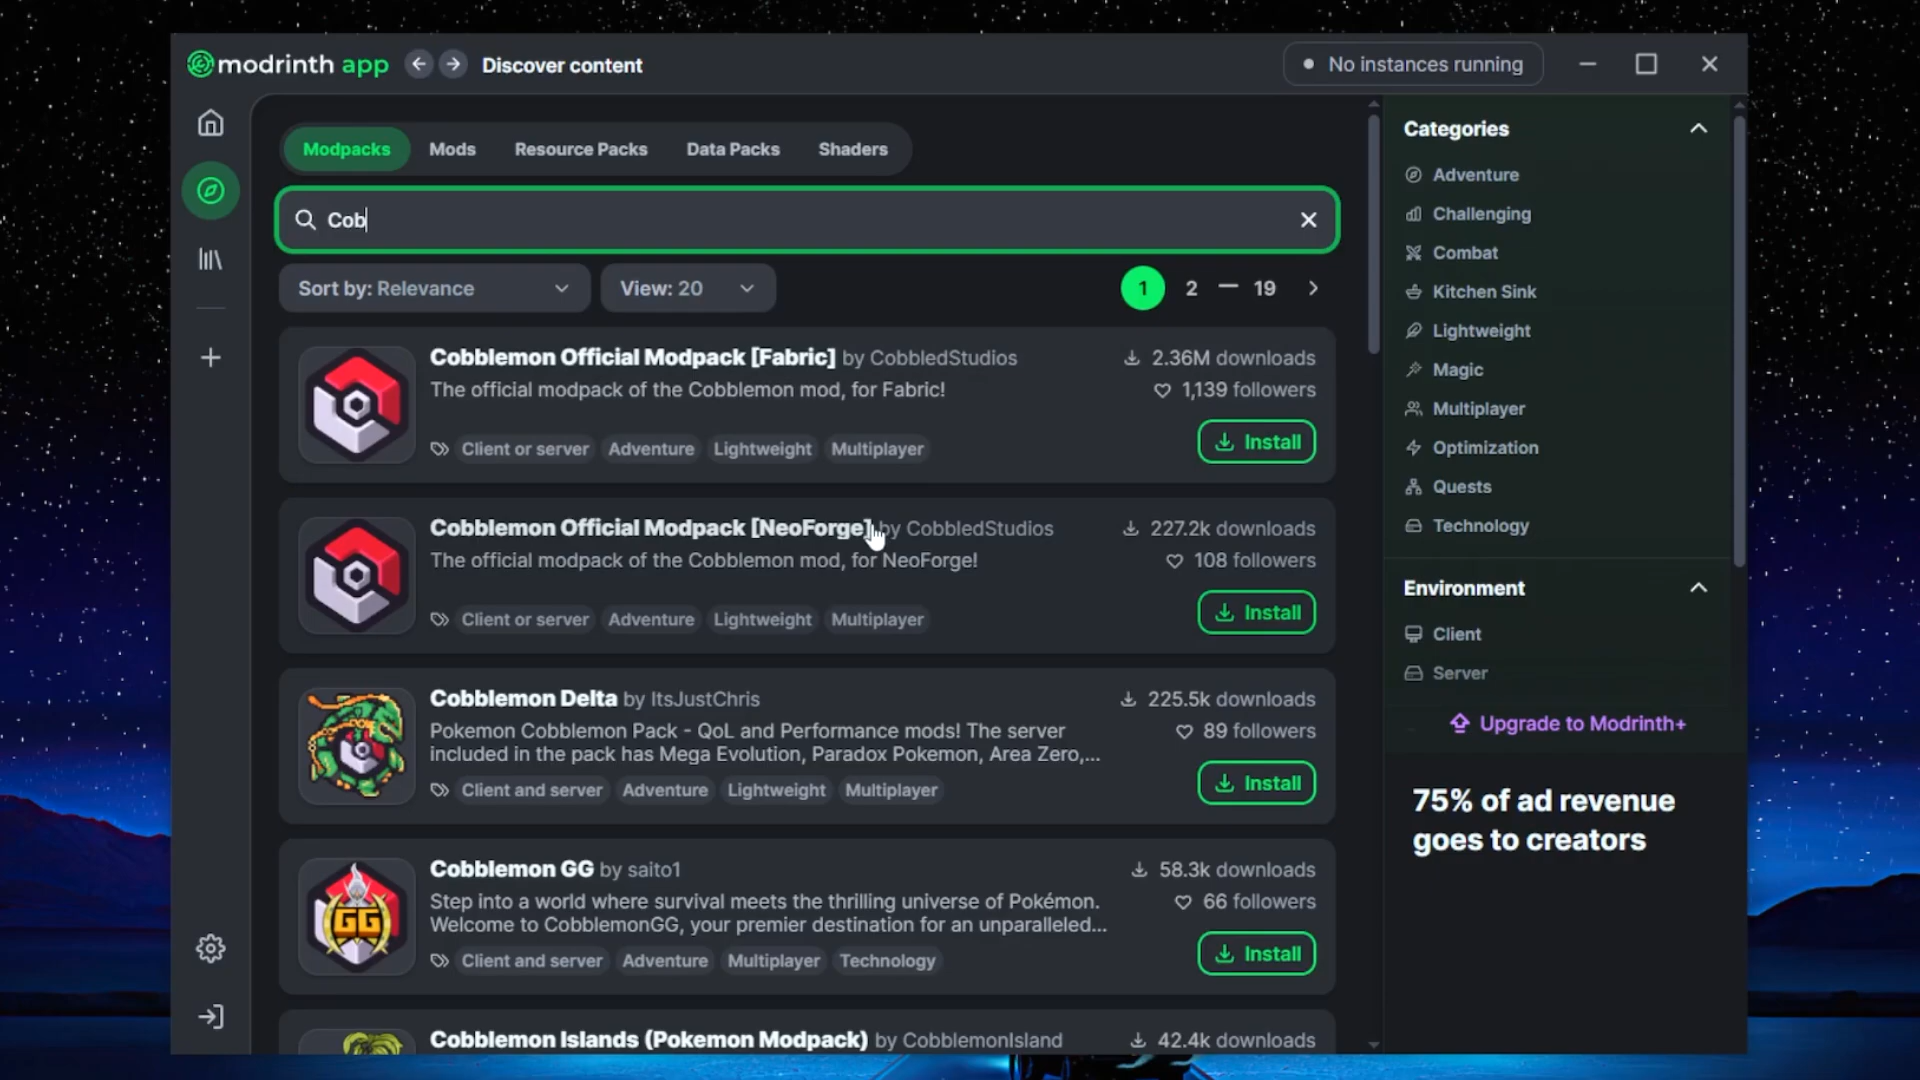 modrinth app
Discover content
No instances running
Modpacks
Mods
Resource Packs
Data Packs
Shaders
Cob
Sort by: Relevance
View: 20
1 2 — 19
Cobblemon Official Modpack [Fabric] by CobbledStudios
2.36M downloads
The official modpack of the Cobblemon mod, for Fabric!
1,139 followers
Client or server Adventure Lightweight Multiplayer
Install
Cobblemon Official Modpack [NeoForge] by CobbledStudios
227.2k downloads
The official modpack of the Cobblemon mod, for NeoForge!
108 followers
Client or server Adventure Lightweight Multiplayer
Install
Cobblemon Delta by ItsJustChris
225.5k downloads
Pokemon Cobblemon Pack - QoL and Performance mods! The server
included in the pack has Mega Evolution, Paradox Pokemon, Area Zero,...
89 followers
Client and server Adventure Lightweight Multiplayer
Install
GG
Cobblemon GG by saito1
58.3k downloads
Step into a world where survival meets the thrilling universe of Pokémon.
Welcome to CobblemonGG, your premier destination for an unparalleled...
66 followers
Client and server Adventure Multiplayer Technology
Install
Cobblemon Islands (Pokemon Modpack) by CobblemonIsland
42.4k downloads
Categories
Adventure
Challenging
Combat
Kitchen Sink
Lightweight
Magic
Multiplayer
Optimization
Quests
Technology
Environment
Client
Server
Upgrade to Modrinth+
75% of ad revenue
goes to creators